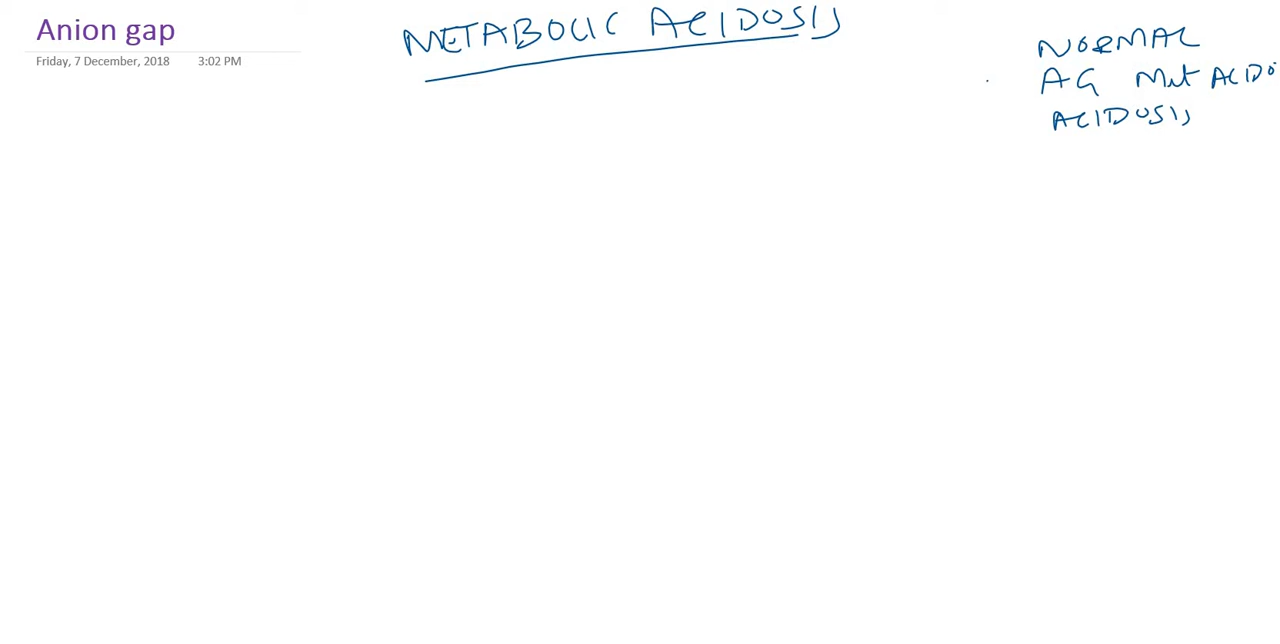 Anion gap
Friday, 7 December, 2018 3:02 PM
METABOLIC ACIDOSIS
NORMAL
AG Met ACIDO
ACIDOSIS